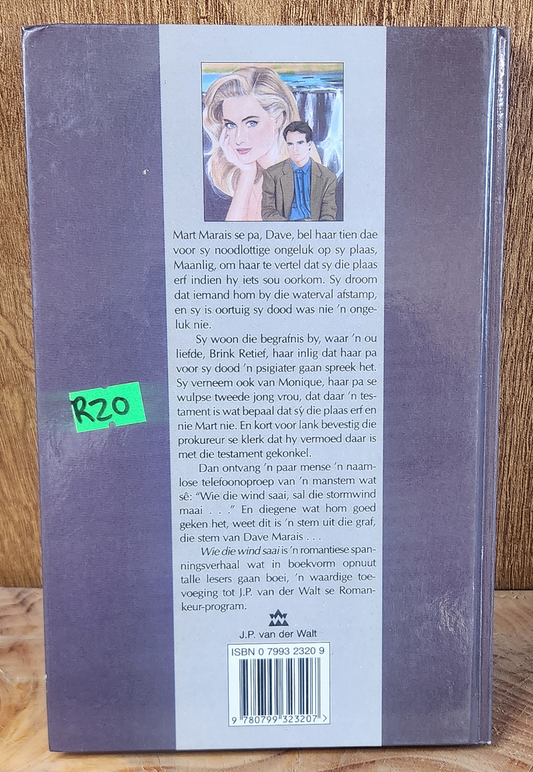 Mart Marais se pa, Dave, bel haar tien dae
voor sy noodlottige ongeluk op sy plaas,
Maanlig, om haar te vertel dat sy die plaas
erf indien hy iets sou oorkom. Sy droom
dat iemand hom by die waterval afstamp,
en sy is oortuig sy dood was nie 'n onge-
luk nie.
Sy woon die begrafnis by, waar 'n ou
liefde, Brink Retief, haar inlig dat haar pa
voor sy dood 'n psigiater gaan spreek het.
Sy verneem ook van Monique, haar pa se
wulpse tweede jong vrou, dat daar 'n tes-
tament is wat bepaal dat sý die plaas erf en
nie Mart nie. En kort voor lank bevestig die
prokureur se klerk dat hy vermoed daar is
met die testament gekonkel.
Dan ontvang 'n paar mense 'n naam-
lose telefoonoproep van 'n manstem wat
sê: "Wie die wind saai, sal die stormwind
maai . . ." En diegene wat hom goed
geken het, weet dit is 'n stem uit die graf,
die stem van Dave Marais . . .
Wie die wind saai is 'n romantiese span-
ningsverhaal wat in boekvorm opnuut
talle lesers gaan boei, 'n waardige toe-
voeging tot J.P. van der Walt se Roman-
keur-program.
R20
J.P. van der Walt
ISBN 0 7993 2320 9
9 780799 323207 >